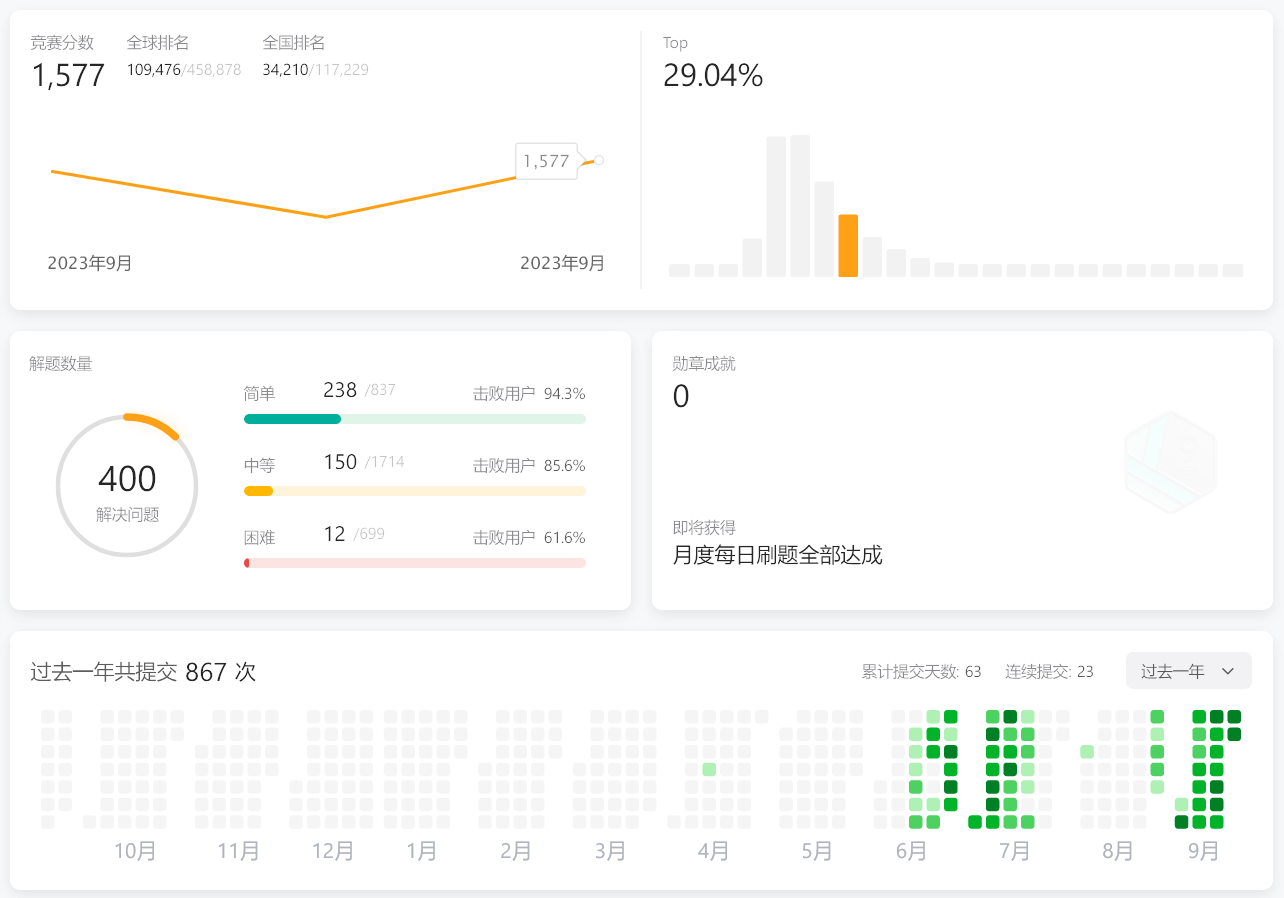 竞赛分数 全球排名 全国排名
1,577 109,476/458,878 34,210/117,229
1,577
2023年9月 2023年9月
Top
29.04%
解题数量
400
解决问题
简单 238 /837 击败用户 94.3%
中等 150 /1714 击败用户 85.6%
困难 12 /699 击败用户 61.6%
勋章成就
0
即将获得
月度每日刷题全部达成
过去一年共提交 867 次 累计提交天数: 63 连续提交: 23 过去一年
10月 11月 12月 1月 2月 3月 4月 5月 6月 7月 8月 9月